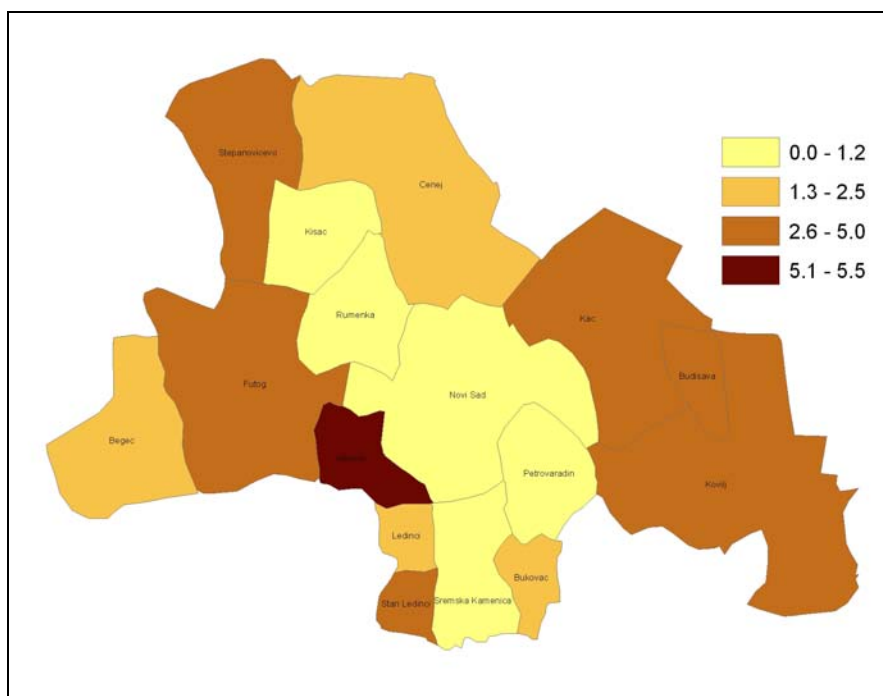 Stepanovicevo
Cenej
0.0 - 1.2
1.3 - 2.5
2.6 - 5.0
5.1 - 5.5
Kisac
Rumenka
Kac
Budisava
Futog
Novi Sad
Begec
Petrovaradin
Kovilj
Ledinci
Bukovac
Stari Ledinci
Sremska Kamenica